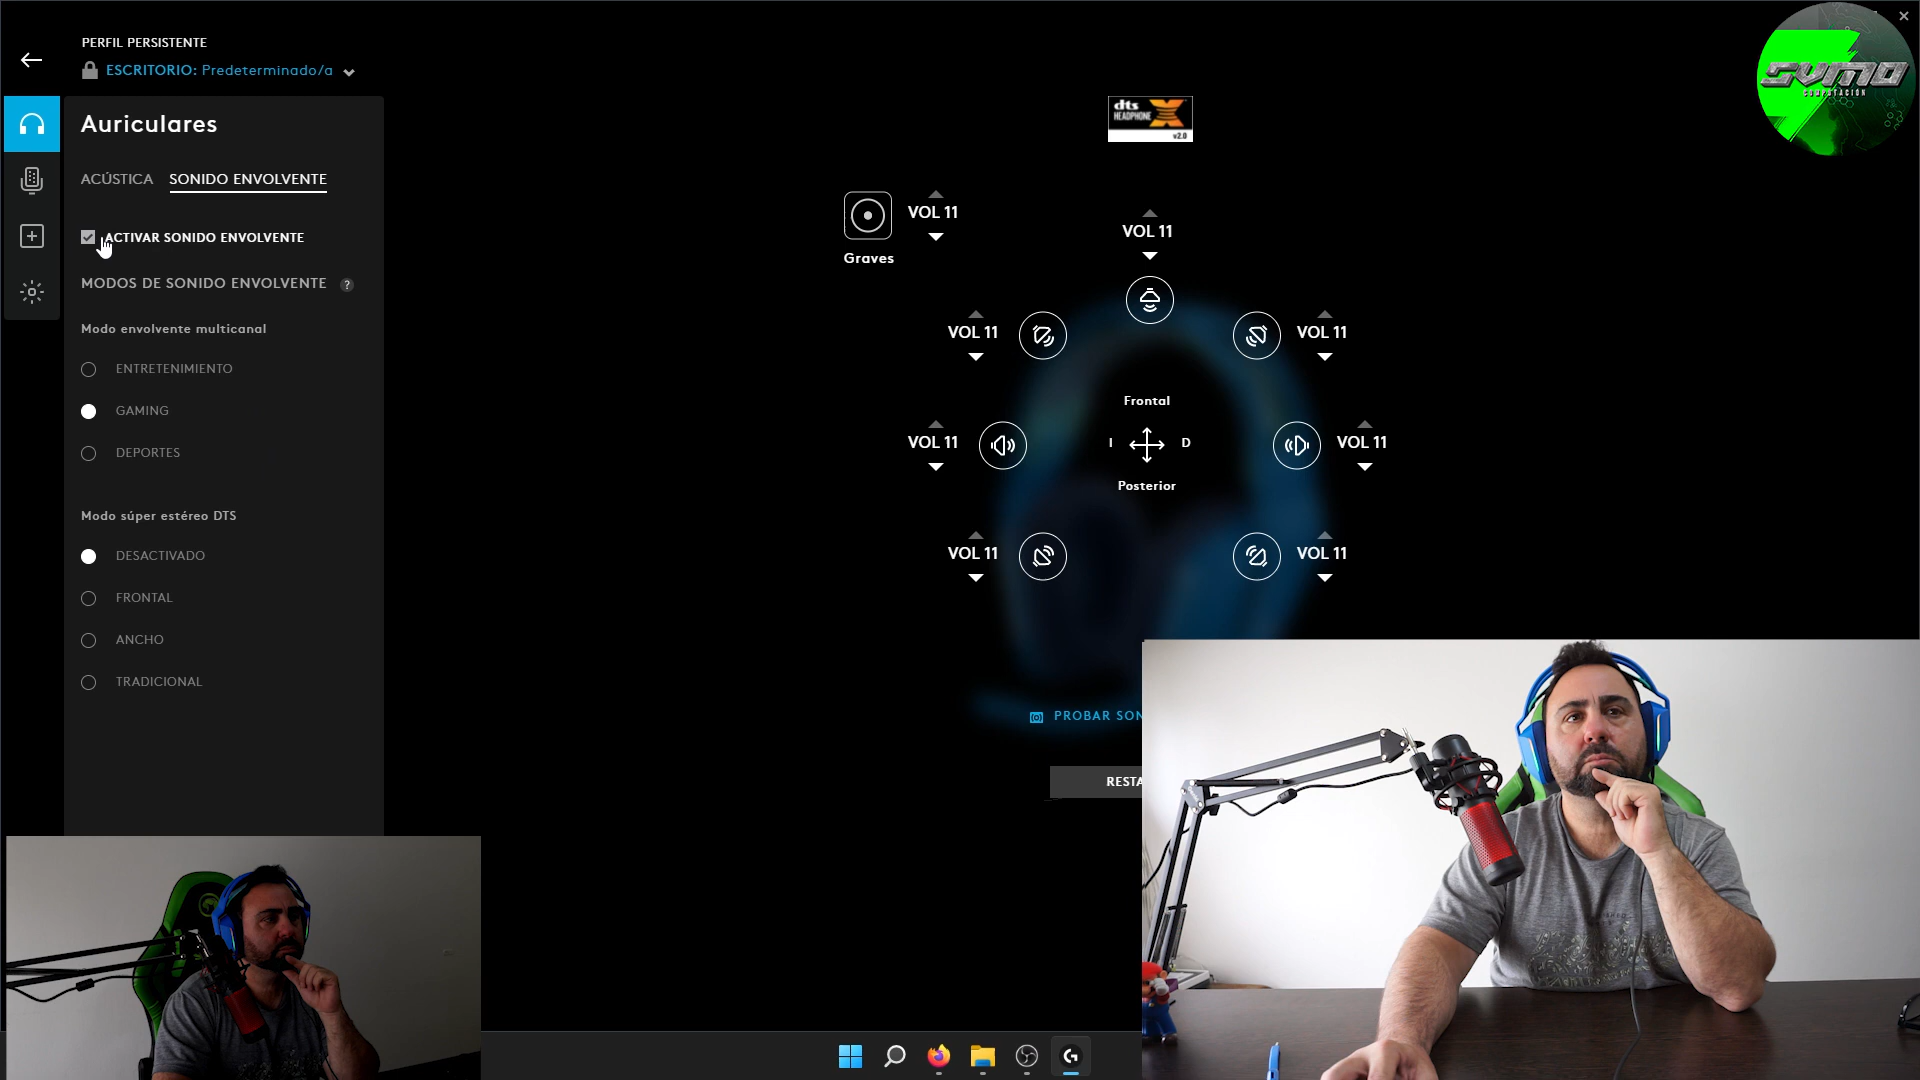 PERFIL PERSISTENTE
ESCRITORIO: Predeterminado/a
Auriculares
ACÚSTICA
SONIDO ENVOLVENTE
ACTIVAR SONIDO ENVOLVENTE
MODOS DE SONIDO ENVOLVENTE ?
Modo envolvente multicanal
ENTRETENIMIENTO
GAMING
DEPORTES
Modo súper estéreo DTS
DESACTIVADO
FRONTAL
ANCHO
TRADICIONAL
dts
HEADPHONE X
v2.0
VOL 11
Graves
VOL 11
VOL 11
VOL 11
Frontal
VOL 11
I
D
VOL 11
Posterior
VOL 11
VOL 11
PROBAR SON
RESTA
SVMO
COMPUTACIÓN